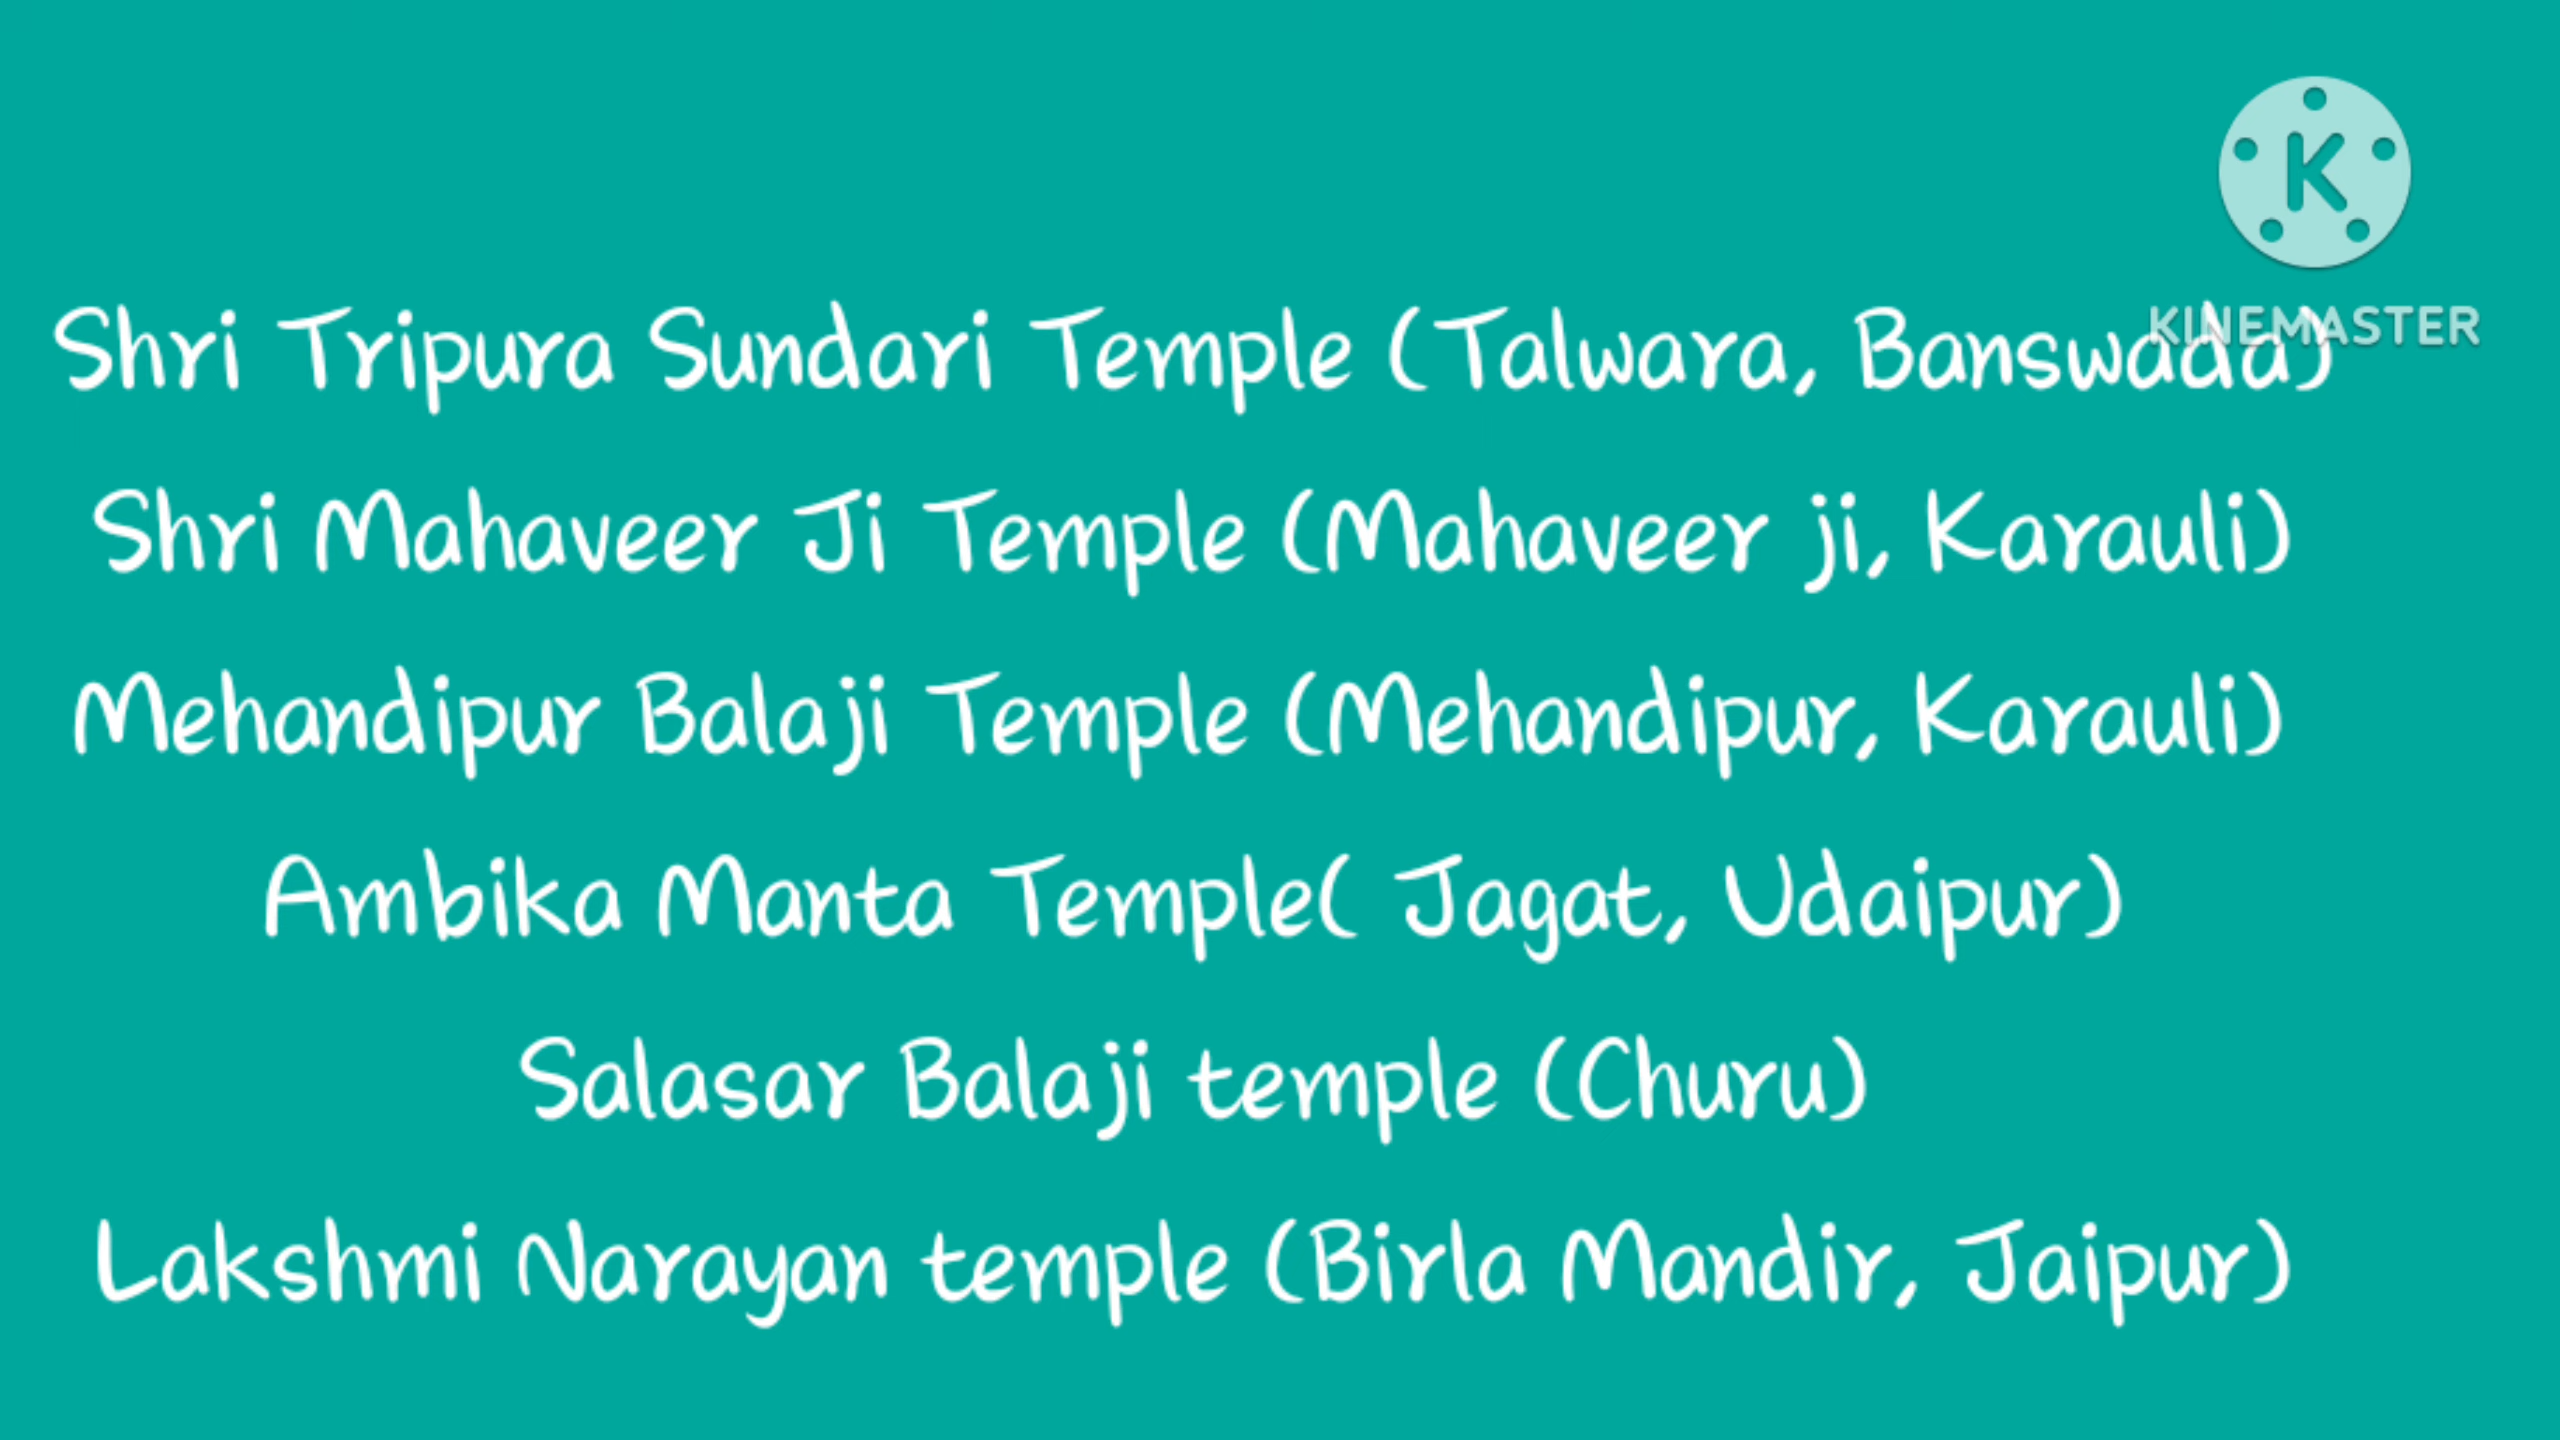 K
KINEMASTER
Shri Tripura Sundari Temple (Talwara, Banswada)
Shri Mahaveer Ji Temple (Mahaveer ji, Karauli)
Mehandipur Balaji Temple (Mehandipur, Karauli)
Ambika Manta Temple( Jagat, Udaipur)
Salasar Balaji temple (Churu)
Lakshmi Narayan temple (Birla Mandir, Jaipur)